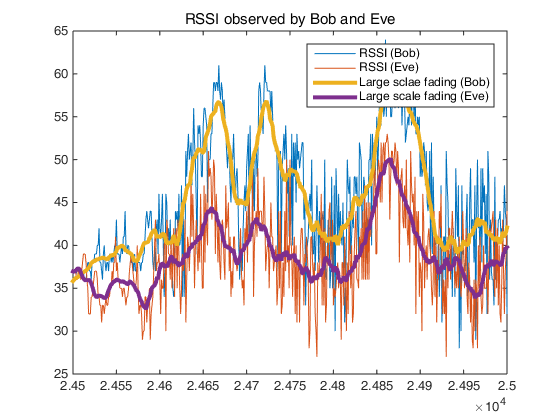 RSSI observed by Bob and Eve
65
60
55
50
45
40
35
30
25
RSSI (Bob)
RSSI (Eve)
Large sclae fading (Bob)
Large scale fading (Eve)
2.45 2.455 2.46 2.465 2.47 2.475 2.48 2.485 2.49 2.495 2.5
×10^4